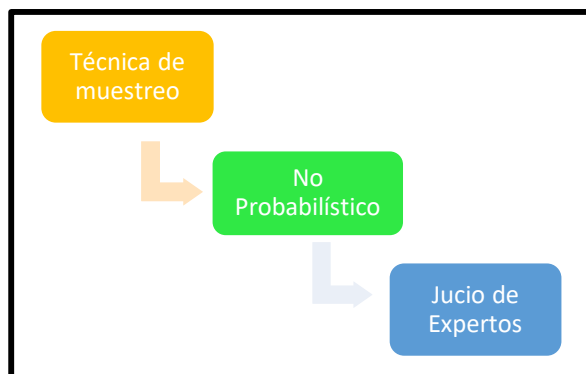 Técnica de
muestreo
No
Probabilístico
Jucio de
Expertos